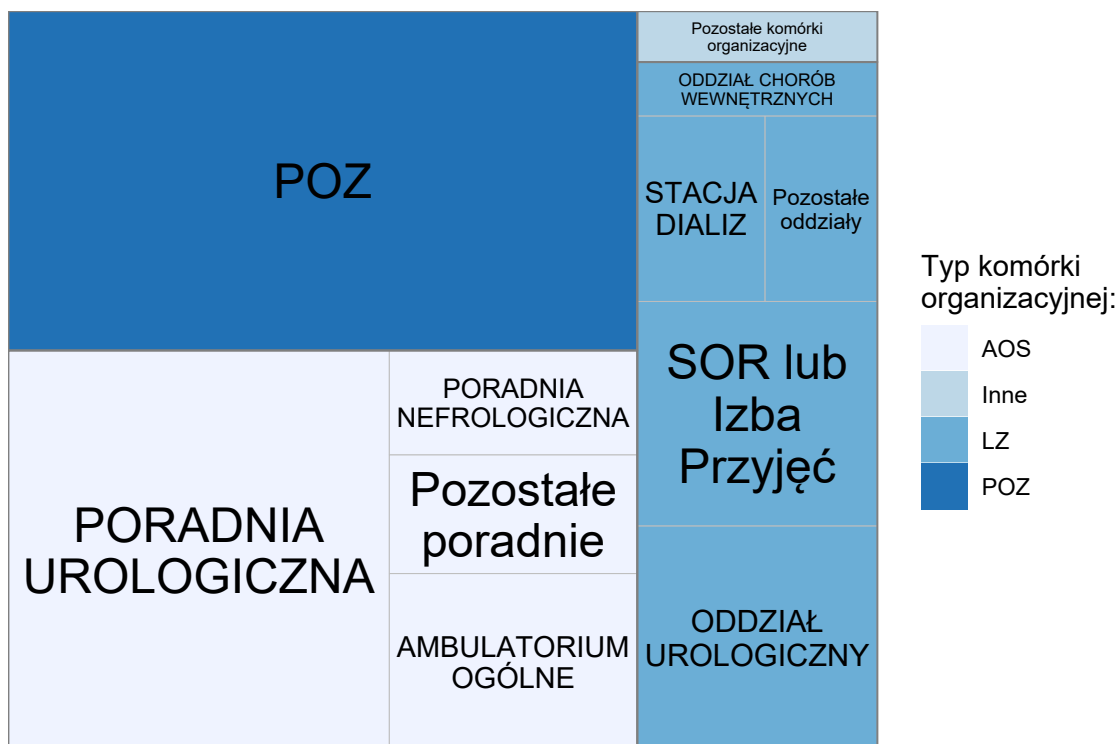 POZ
PORADNIA
UROLOGICZNA
PORADNIA
NEFROLOGICZNA
Pozostałe
poradnie
AMBULATORIUM
OGÓLNE
Pozostałe komórki
organizacyjne
ODDZIAŁ CHORÓB
WEWNĘTRZNYCH
STACJA
DIALIZ
Pozostałe
oddziały
SOR lub
Izba
Przyjęć
ODDZIAŁ
UROLOGICZNY
Typ komórki
organizacyjnej:
AOS
Inne
LZ
POZ